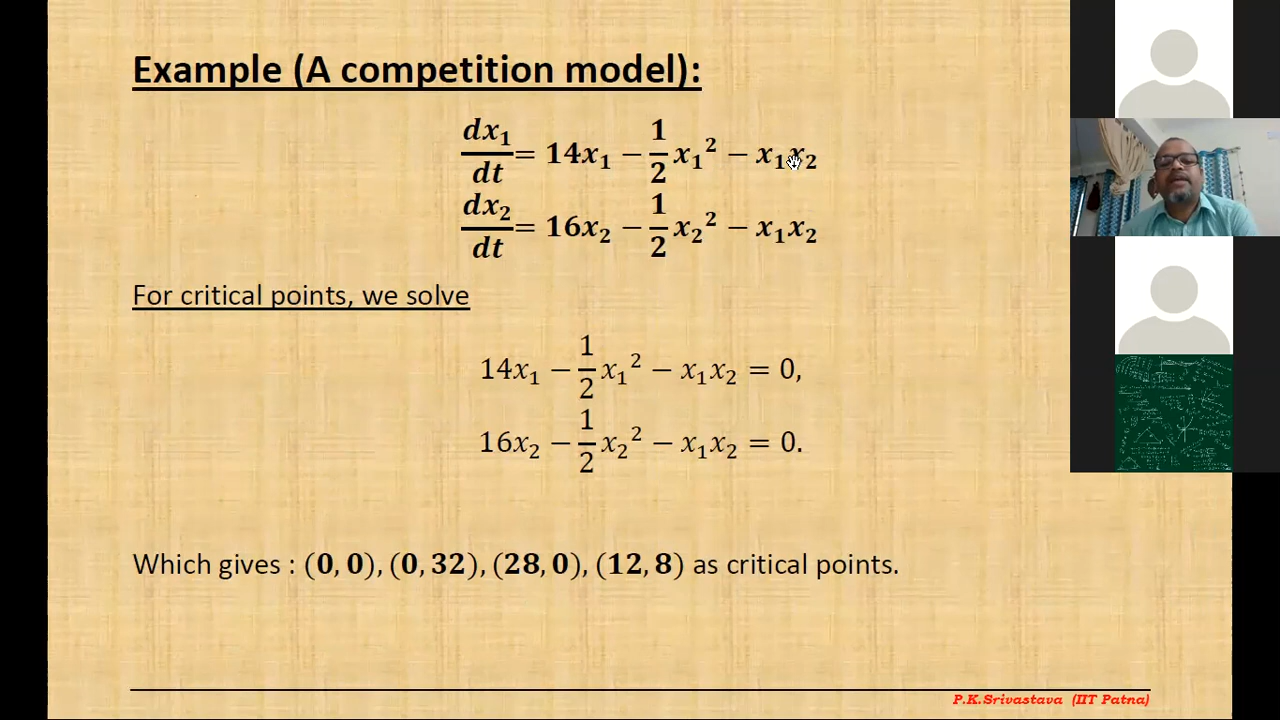 Example (A competition model):
dx₁/dt = 14x₁ − 1/2 x₁² − x₁x₂
dx₂/dt = 16x₂ − 1/2 x₂² − x₁x₂
For critical points, we solve
14x₁ − 1/2 x₁² − x₁x₂ = 0,
16x₂ − 1/2 x₂² − x₁x₂ = 0.
Which gives : (0, 0), (0, 32), (28, 0), (12, 8) as critical points.
P.K.Srivastava (IIT Patna)